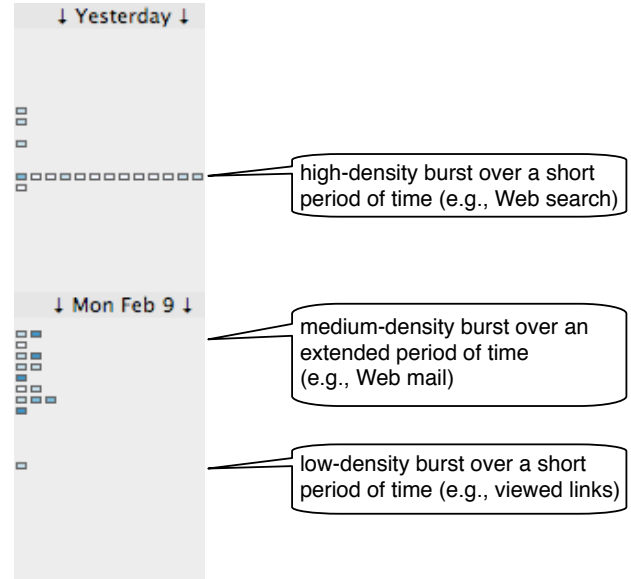 ↓ Yesterday ↓
high-density burst over a short
period of time (e.g., Web search)
↓ Mon Feb 9 ↓
medium-density burst over an
extended period of time
(e.g., Web mail)
low-density burst over a short
period of time (e.g., viewed links)